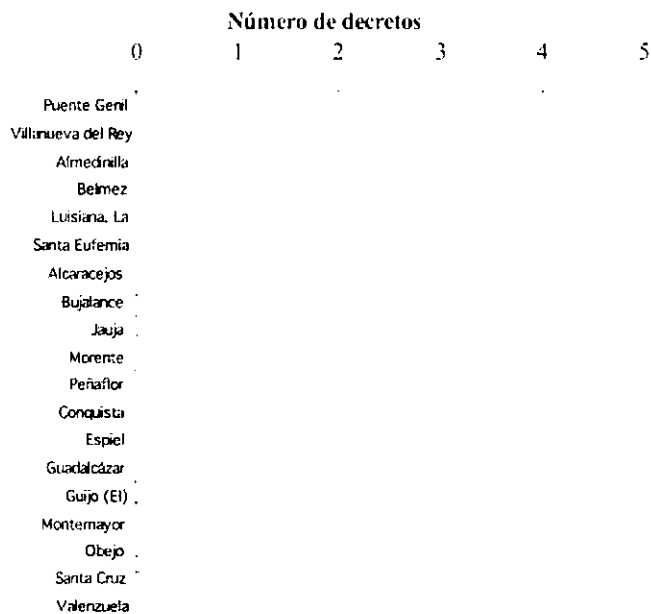 Número de decretos
0 1 2 3 4 5
Puente Genil
Villanueva del Rey
Almedinilla
Belmez
Luisiana, La
Santa Eufemia
Alcaracejos
Bujalance
Jauja
Morente
Peñaflor
Conquista
Espiel
Guadalcázar
Guijo (El)
Montemayor
Obejo
Santa Cruz
Valenzuela